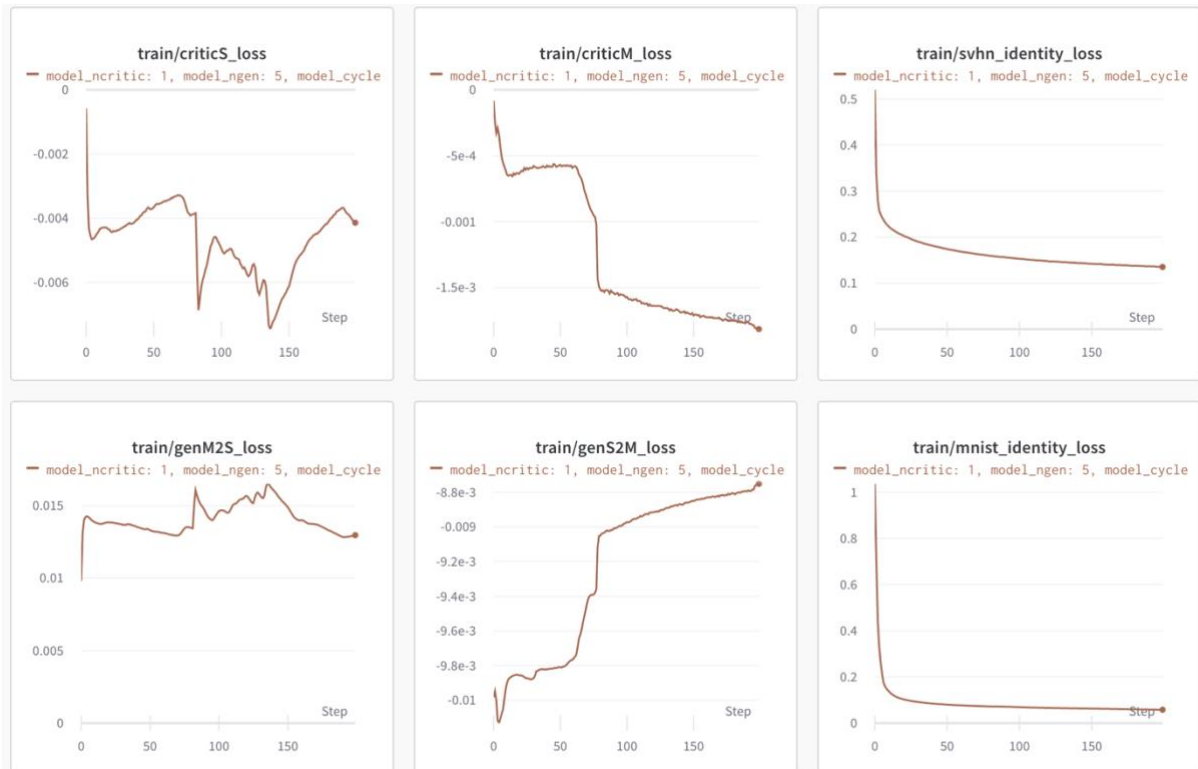 train/criticS_loss
model_ncritic: 1, model_ngen: 5, model_cycle
0
-0.002
-0.004
-0.006
Step
0 50 100 150
train/criticM_loss
model_ncritic: 1, model_ngen: 5, model_cycle
0
-5e-4
-0.001
-1.5e-3
Step
0 50 100 150
train/svhn_identity_loss
model_ncritic: 1, model_ngen: 5, model_cycle
0.5
0.4
0.3
0.2
0.1
0
Step
0 50 100 150
train/genM2S_loss
model_ncritic: 1, model_ngen: 5, model_cycle
0.015
0.01
0.005
0
Step
0 50 100 150
train/genS2M_loss
model_ncritic: 1, model_ngen: 5, model_cycle
-8.8e-3
-0.009
-9.2e-3
-9.4e-3
-9.6e-3
-9.8e-3
-0.01
Step
0 50 100 150
train/mnist_identity_loss
model_ncritic: 1, model_ngen: 5, model_cycle
1
0.8
0.6
0.4
0.2
0
Step
0 50 100 150